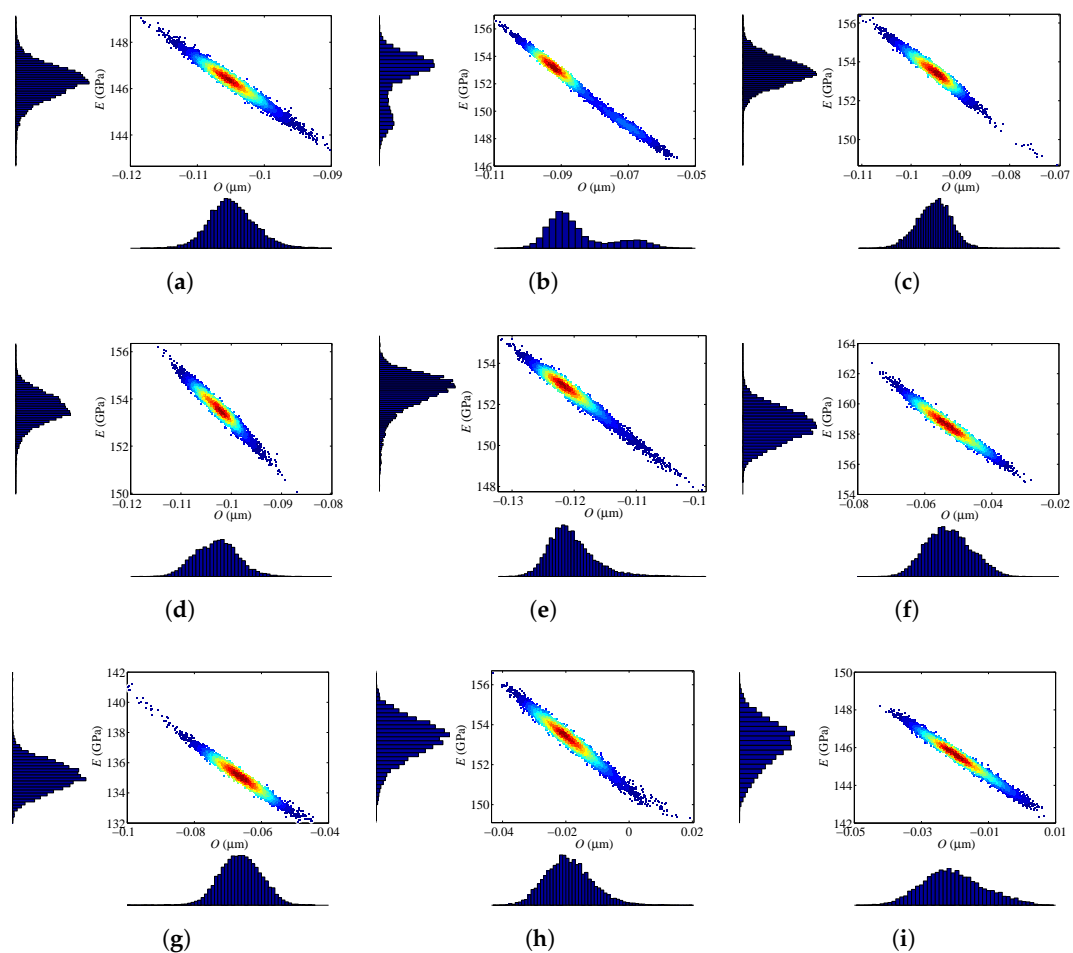 148
146
144
E (GPa)
−0.12 −0.11 −0.10 −0.09
O (μm)
(a)
156
154
152
150
148
146
E (GPa)
−0.11 −0.09 −0.07 −0.05
O (μm)
(b)
156
154
152
150
E (GPa)
−0.11 −0.1 −0.09 −0.08 −0.07
O (μm)
(c)
156
154
152
150
E (GPa)
−0.12 −0.11 −0.1 −0.09 −0.08
O (μm)
(d)
154
152
150
148
E (GPa)
−0.13 −0.12 −0.11 −0.1
O (μm)
(e)
164
162
160
158
156
154
E (GPa)
−0.08 −0.06 −0.04 −0.02
O (μm)
(f)
142
140
138
136
134
132
E (GPa)
−0.1 −0.08 −0.06 −0.04
O (μm)
(g)
156
154
152
150
E (GPa)
−0.04 −0.02 0 0.02
O (μm)
(h)
150
148
146
144
142
E (GPa)
−0.05 −0.03 −0.01 0.01
O (μm)
(i)